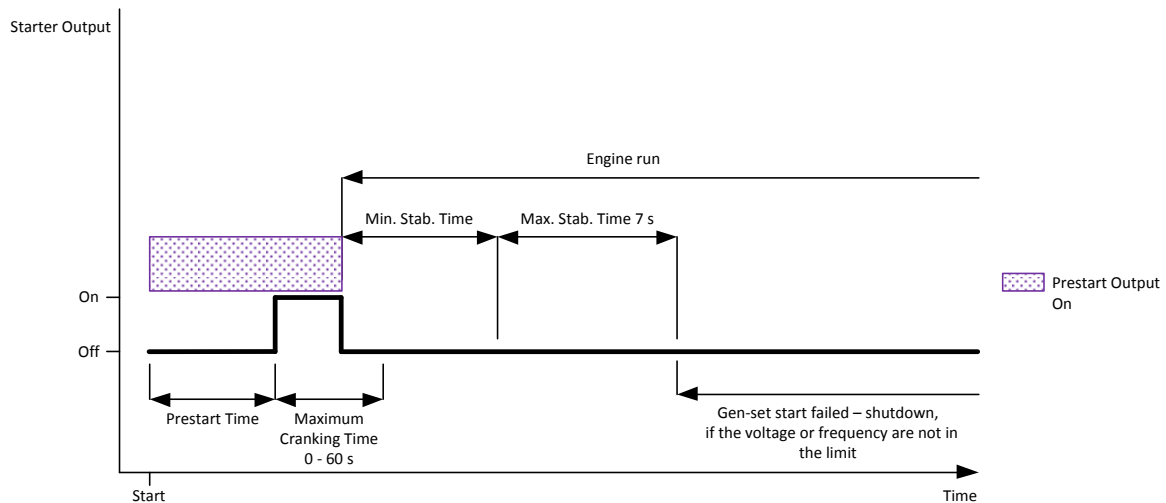 Starter Output
Engine run
Min. Stab. Time
Max. Stab. Time 7 s
Prestart Output
On
On
Off
Prestart Time
Maximum
Cranking Time
0 - 60 s
Gen-set start failed – shutdown,
if the voltage or frequency are not in
the limit
Start
Time